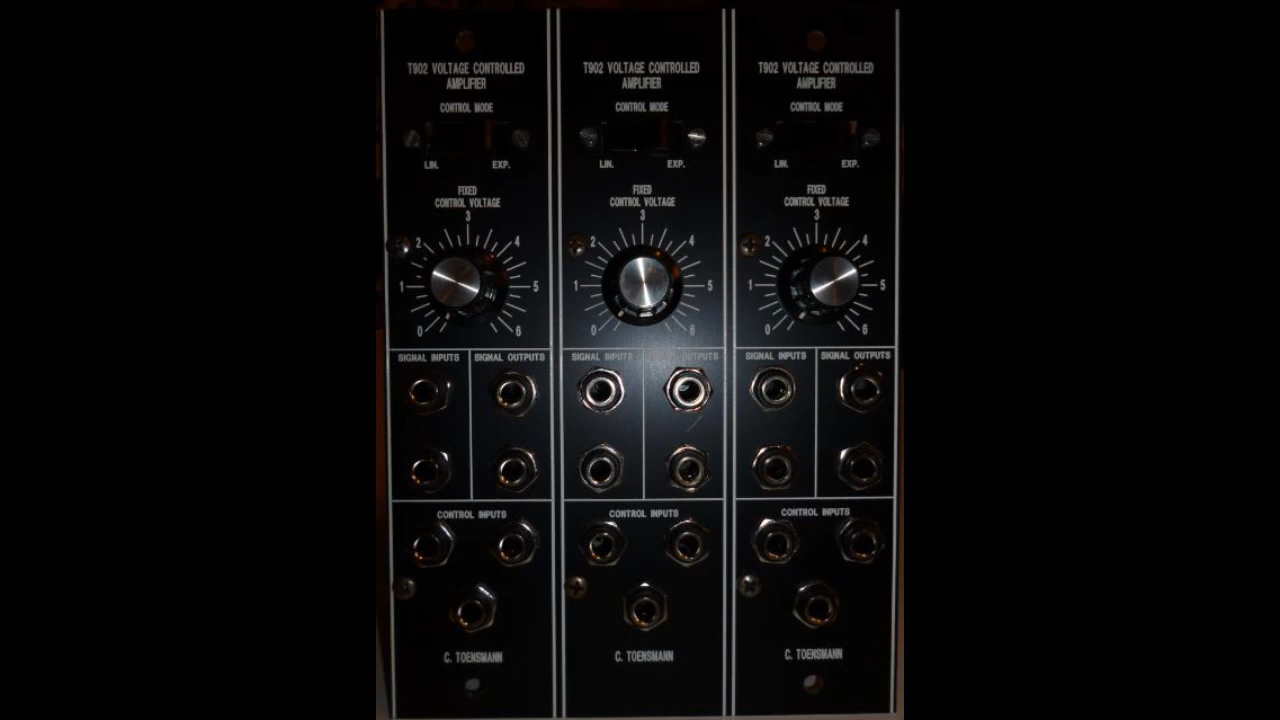 T902 VOLTAGE CONTROLLED
AMPLIFIER
CONTROL MODE
LIN. EXP.
FIXED
CONTROL VOLTAGE
3
2 4
1 5
0 6
SIGNAL INPUTS SIGNAL OUTPUTS
CONTROL INPUTS
C. TOENSMANN
T902 VOLTAGE CONTROLLED
AMPLIFIER
CONTROL MODE
LIN. EXP.
FIXED
CONTROL VOLTAGE
3
2 4
1 5
0 6
SIGNAL INPUTS SIGNAL OUTPUTS
CONTROL INPUTS
C. TOENSMANN
T902 VOLTAGE CONTROLLED
AMPLIFIER
CONTROL MODE
LIN. EXP.
FIXED
CONTROL VOLTAGE
3
2 4
1 5
0 6
SIGNAL INPUTS SIGNAL OUTPUTS
CONTROL INPUTS
C. TOENSMANN